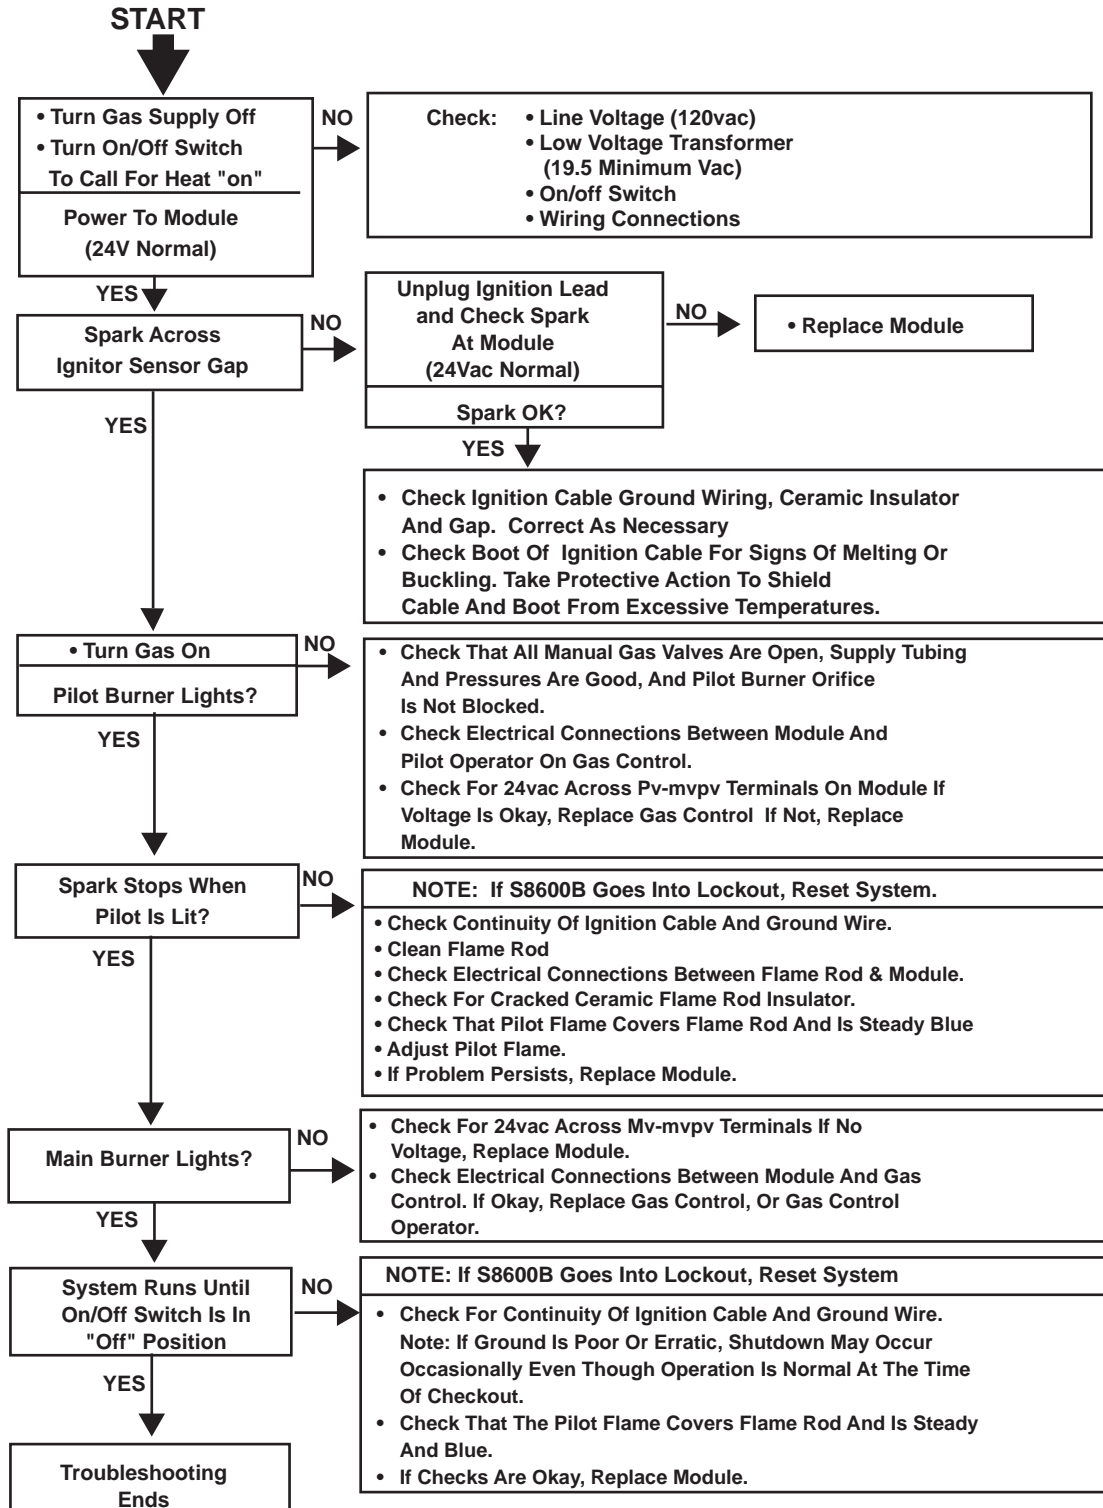 START
• Turn Gas Supply Off
• Turn On/Off Switch
To Call For Heat "on"
Power To Module
(24V Normal)
NO
Check: • Line Voltage (120vac)
• Low Voltage Transformer
(19.5 Minimum Vac)
• On/off Switch
• Wiring Connections
YES
Spark Across
Ignitor Sensor Gap
NO
Unplug Ignition Lead
and Check Spark
At Module
(24Vac Normal)
Spark OK?
NO
• Replace Module
YES
• Check Ignition Cable Ground Wiring, Ceramic Insulator
And Gap. Correct As Necessary
• Check Boot Of Ignition Cable For Signs Of Melting Or
Buckling. Take Protective Action To Shield
Cable And Boot From Excessive Temperatures.
YES
• Turn Gas On
Pilot Burner Lights?
NO
• Check That All Manual Gas Valves Are Open, Supply Tubing
And Pressures Are Good, And Pilot Burner Orifice
Is Not Blocked.
• Check Electrical Connections Between Module And
Pilot Operator On Gas Control.
• Check For 24vac Across Pv-mvpv Terminals On Module If
Voltage Is Okay, Replace Gas Control If Not, Replace
Module.
YES
Spark Stops When
Pilot Is Lit?
NO
NOTE: If S8600B Goes Into Lockout, Reset System.
• Check Continuity Of Ignition Cable And Ground Wire.
• Clean Flame Rod
• Check Electrical Connections Between Flame Rod & Module.
• Check For Cracked Ceramic Flame Rod Insulator.
• Check That Pilot Flame Covers Flame Rod And Is Steady Blue
• Adjust Pilot Flame.
• If Problem Persists, Replace Module.
YES
Main Burner Lights?
NO
• Check For 24vac Across Mv-mvpv Terminals If No
Voltage, Replace Module.
• Check Electrical Connections Between Module And Gas
Control. If Okay, Replace Gas Control, Or Gas Control
Operator.
YES
System Runs Until
On/Off Switch Is In
"Off" Position
NO
NOTE: If S8600B Goes Into Lockout, Reset System
• Check For Continuity Of Ignition Cable And Ground Wire.
Note: If Ground Is Poor Or Erratic, Shutdown May Occur
Occasionally Even Though Operation Is Normal At The Time
Of Checkout.
• Check That The Pilot Flame Covers Flame Rod And Is Steady
And Blue.
• If Checks Are Okay, Replace Module.
YES
Troubleshooting
Ends